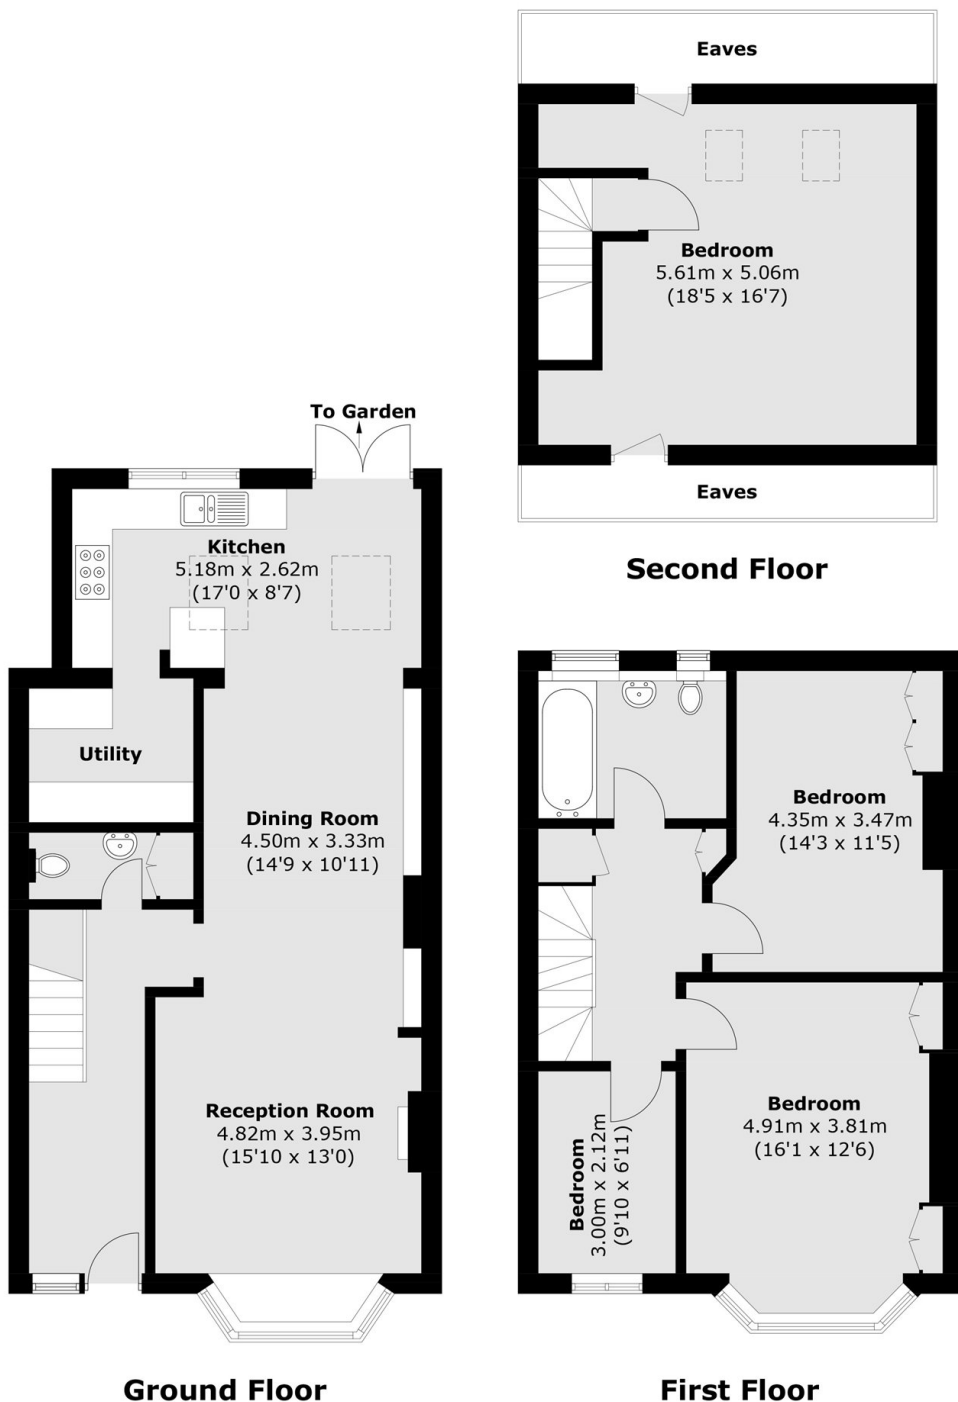 Eaves
Bedroom
5.61m x 5.06m
(18'5 x 16'7)
Eaves
Second Floor
To Garden
Kitchen
5.18m x 2.62m
(17'0 x 8'7)
Utility
Dining Room
4.50m x 3.33m
(14'9 x 10'11)
Reception Room
4.82m x 3.95m
(15'10 x 13'0)
Ground Floor
Bedroom
4.35m x 3.47m
(14'3 x 11'5)
Bedroom
4.91m x 3.81m
(16'1 x 12'6)
Bedroom
3.00m x 2.12m
(9'10 x 6'11)
First Floor